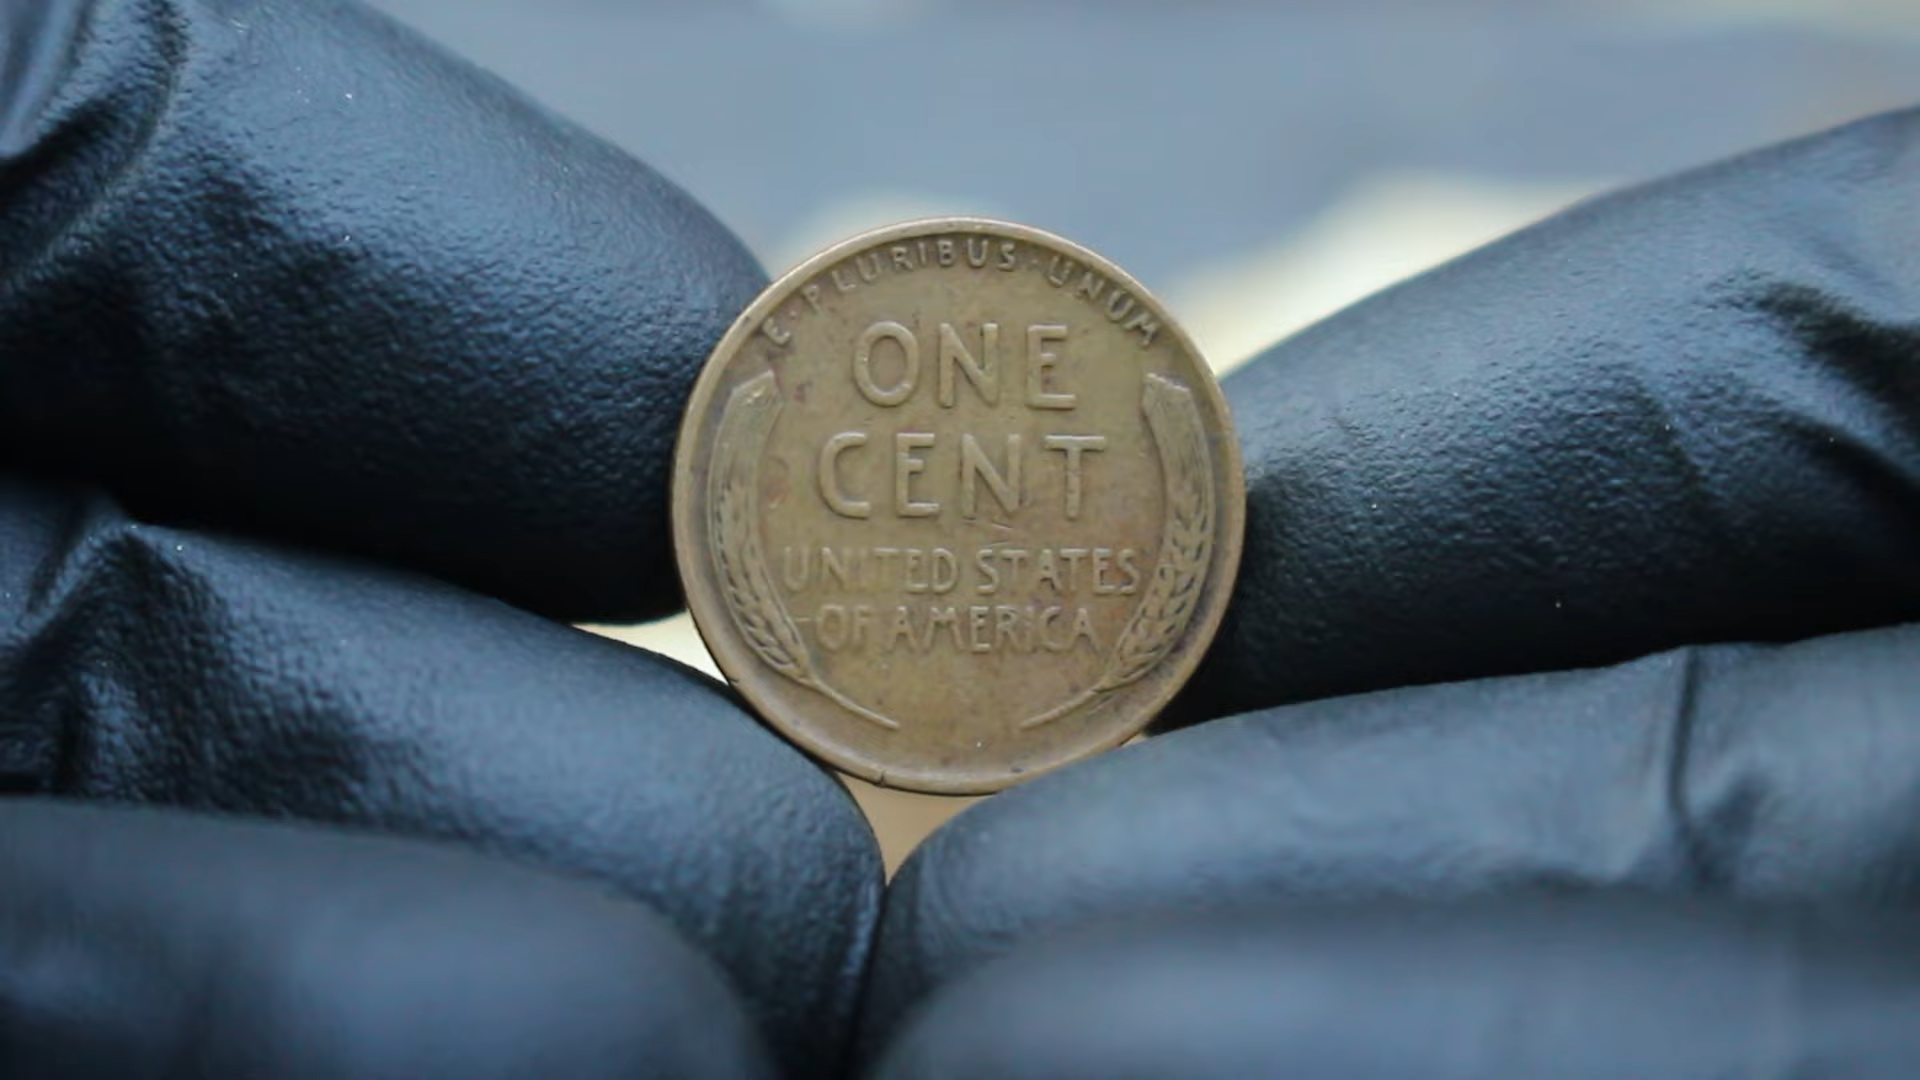 E·PLURIBUS·UNUM
ONE
CENT
UNITED STATES
OF AMERICA